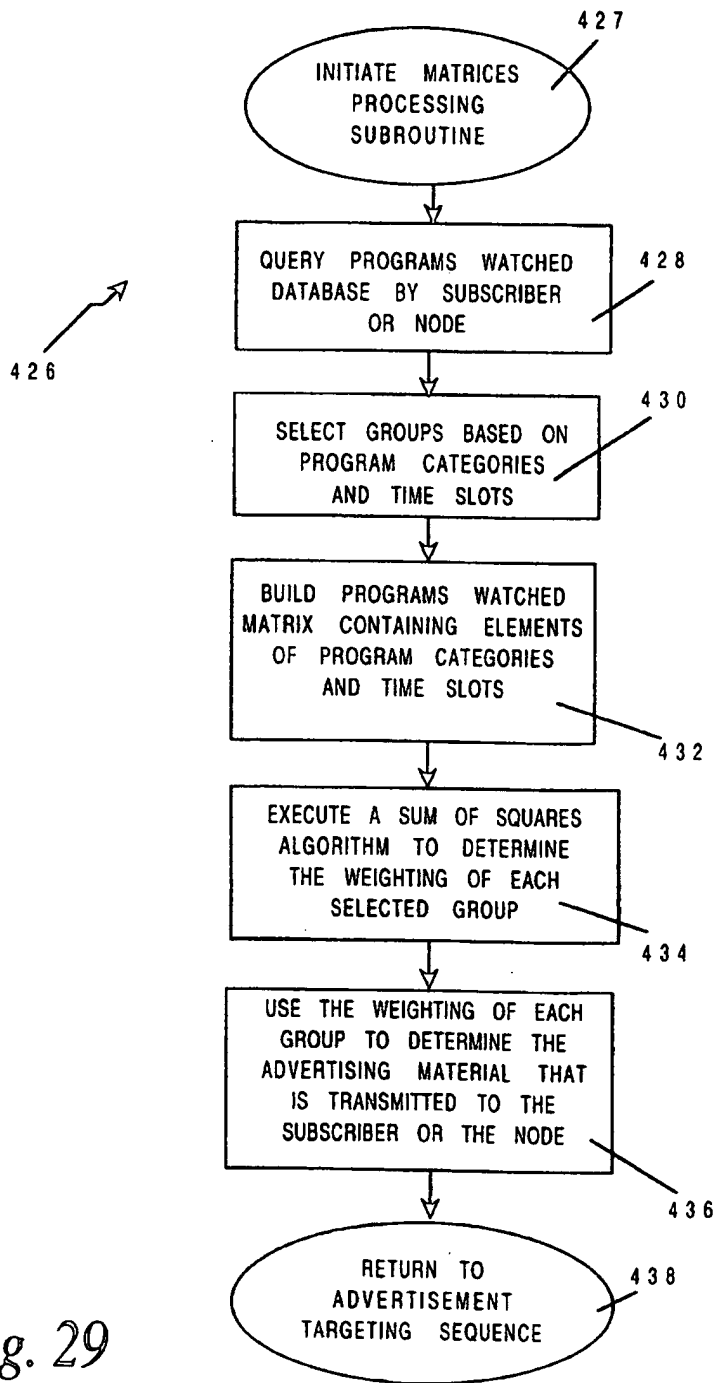 427
INITIATE MATRICES
PROCESSING
SUBROUTINE
QUERY PROGRAMS WATCHED
DATABASE BY SUBSCRIBER
OR NODE
428
426
430
SELECT GROUPS BASED ON
PROGRAM CATEGORIES
AND TIME SLOTS
BUILD PROGRAMS WATCHED
MATRIX CONTAINING ELEMENTS
OF PROGRAM CATEGORIES
AND TIME SLOTS
432
EXECUTE A SUM OF SQUARES
ALGORITHM TO DETERMINE
THE WEIGHTING OF EACH
SELECTED GROUP
434
USE THE WEIGHTING OF EACH
GROUP TO DETERMINE THE
ADVERTISING MATERIAL THAT
IS TRANSMITTED TO THE
SUBSCRIBER OR THE NODE
436
RETURN TO
ADVERTISEMENT
TARGETING SEQUENCE
438
g. 29